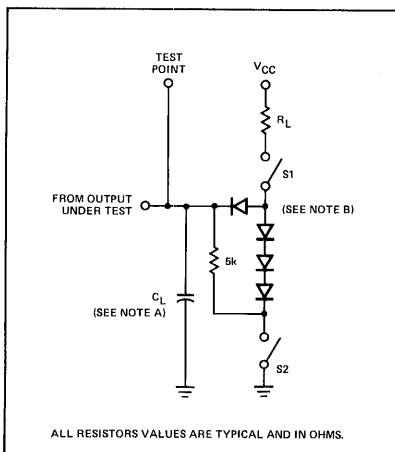 TEST
POINT
VCC
RL
S1
FROM OUTPUT
UNDER TEST
(SEE NOTE B)
5k
CL
(SEE NOTE A)
S2
ALL RESISTORS VALUES ARE TYPICAL AND IN OHMS.